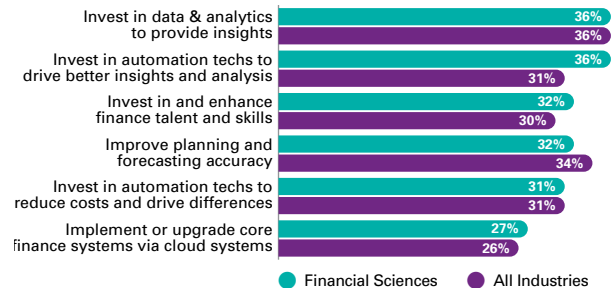 Invest in data & analytics
to provide insights
36%
36%
Invest in automation techs to
drive better insights and analysis
36%
31%
Invest in and enhance
finance talent and skills
32%
30%
Improve planning and
forecasting accuracy
32%
34%
Invest in automation techs to
reduce costs and drive differences
31%
31%
Implement or upgrade core
finance systems via cloud systems
27%
26%
Financial Sciences
All Industries